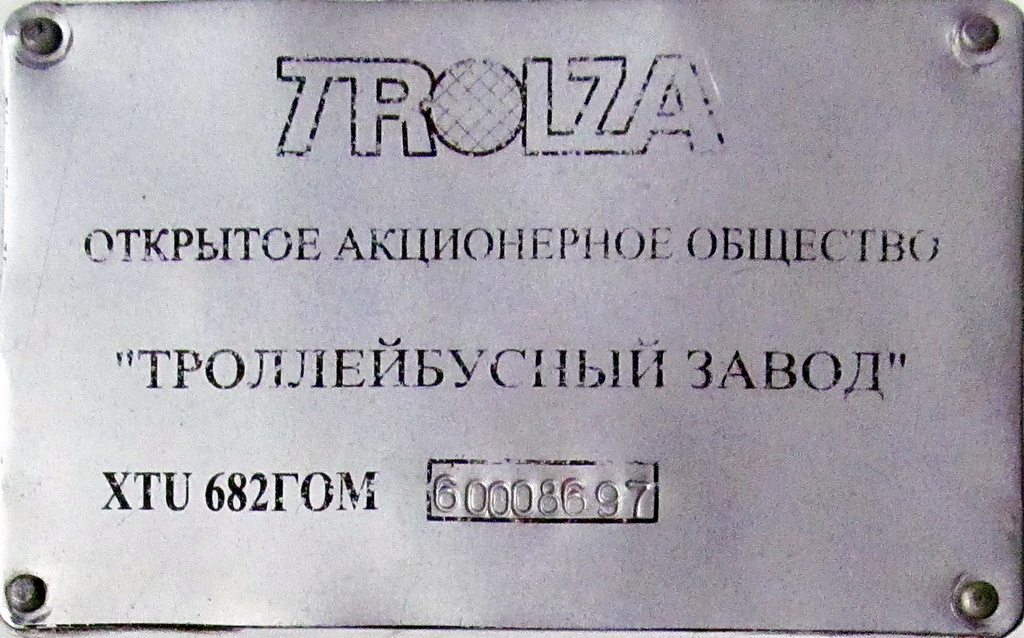 TROLZA
ОТКРЫТОЕ АКЦИОНЕРНОЕ ОБЩЕСТВО
"ТРОЛЛЕЙБУСНЫЙ ЗАВОД"
XTU 682ГОМ 60008697